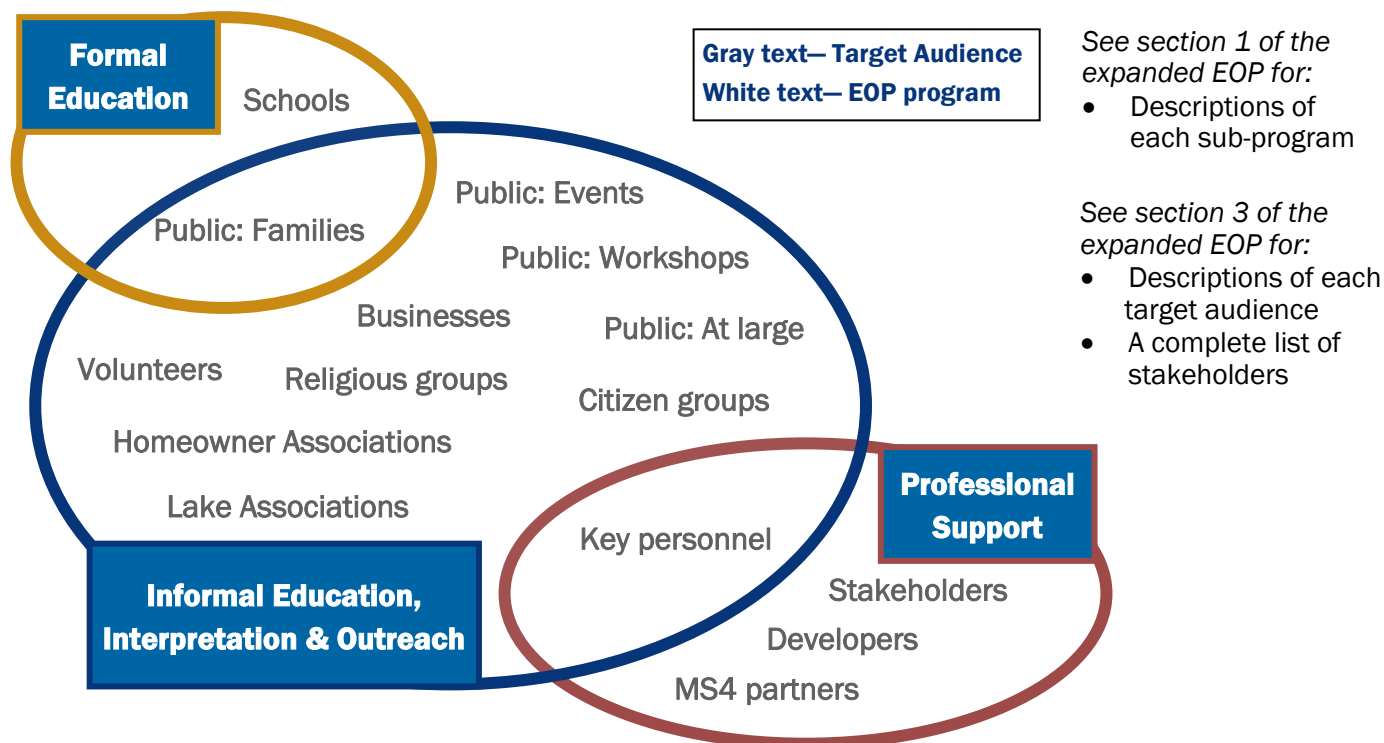 Formal
Education
Schools
Public: Families
Public: Events
Public: Workshops
Businesses
Public: At large
Volunteers
Religious groups
Citizen groups
Homeowner Associations
Lake Associations
Informal Education,
Interpretation & Outreach
Professional
Support
Key personnel
Stakeholders
Developers
MS4 partners
Gray text— Target Audience
White text— EOP program
See section 1 of the
expanded EOP for:
• Descriptions of
each sub-program
See section 3 of the
expanded EOP for:
• Descriptions of each
target audience
• A complete list of
stakeholders